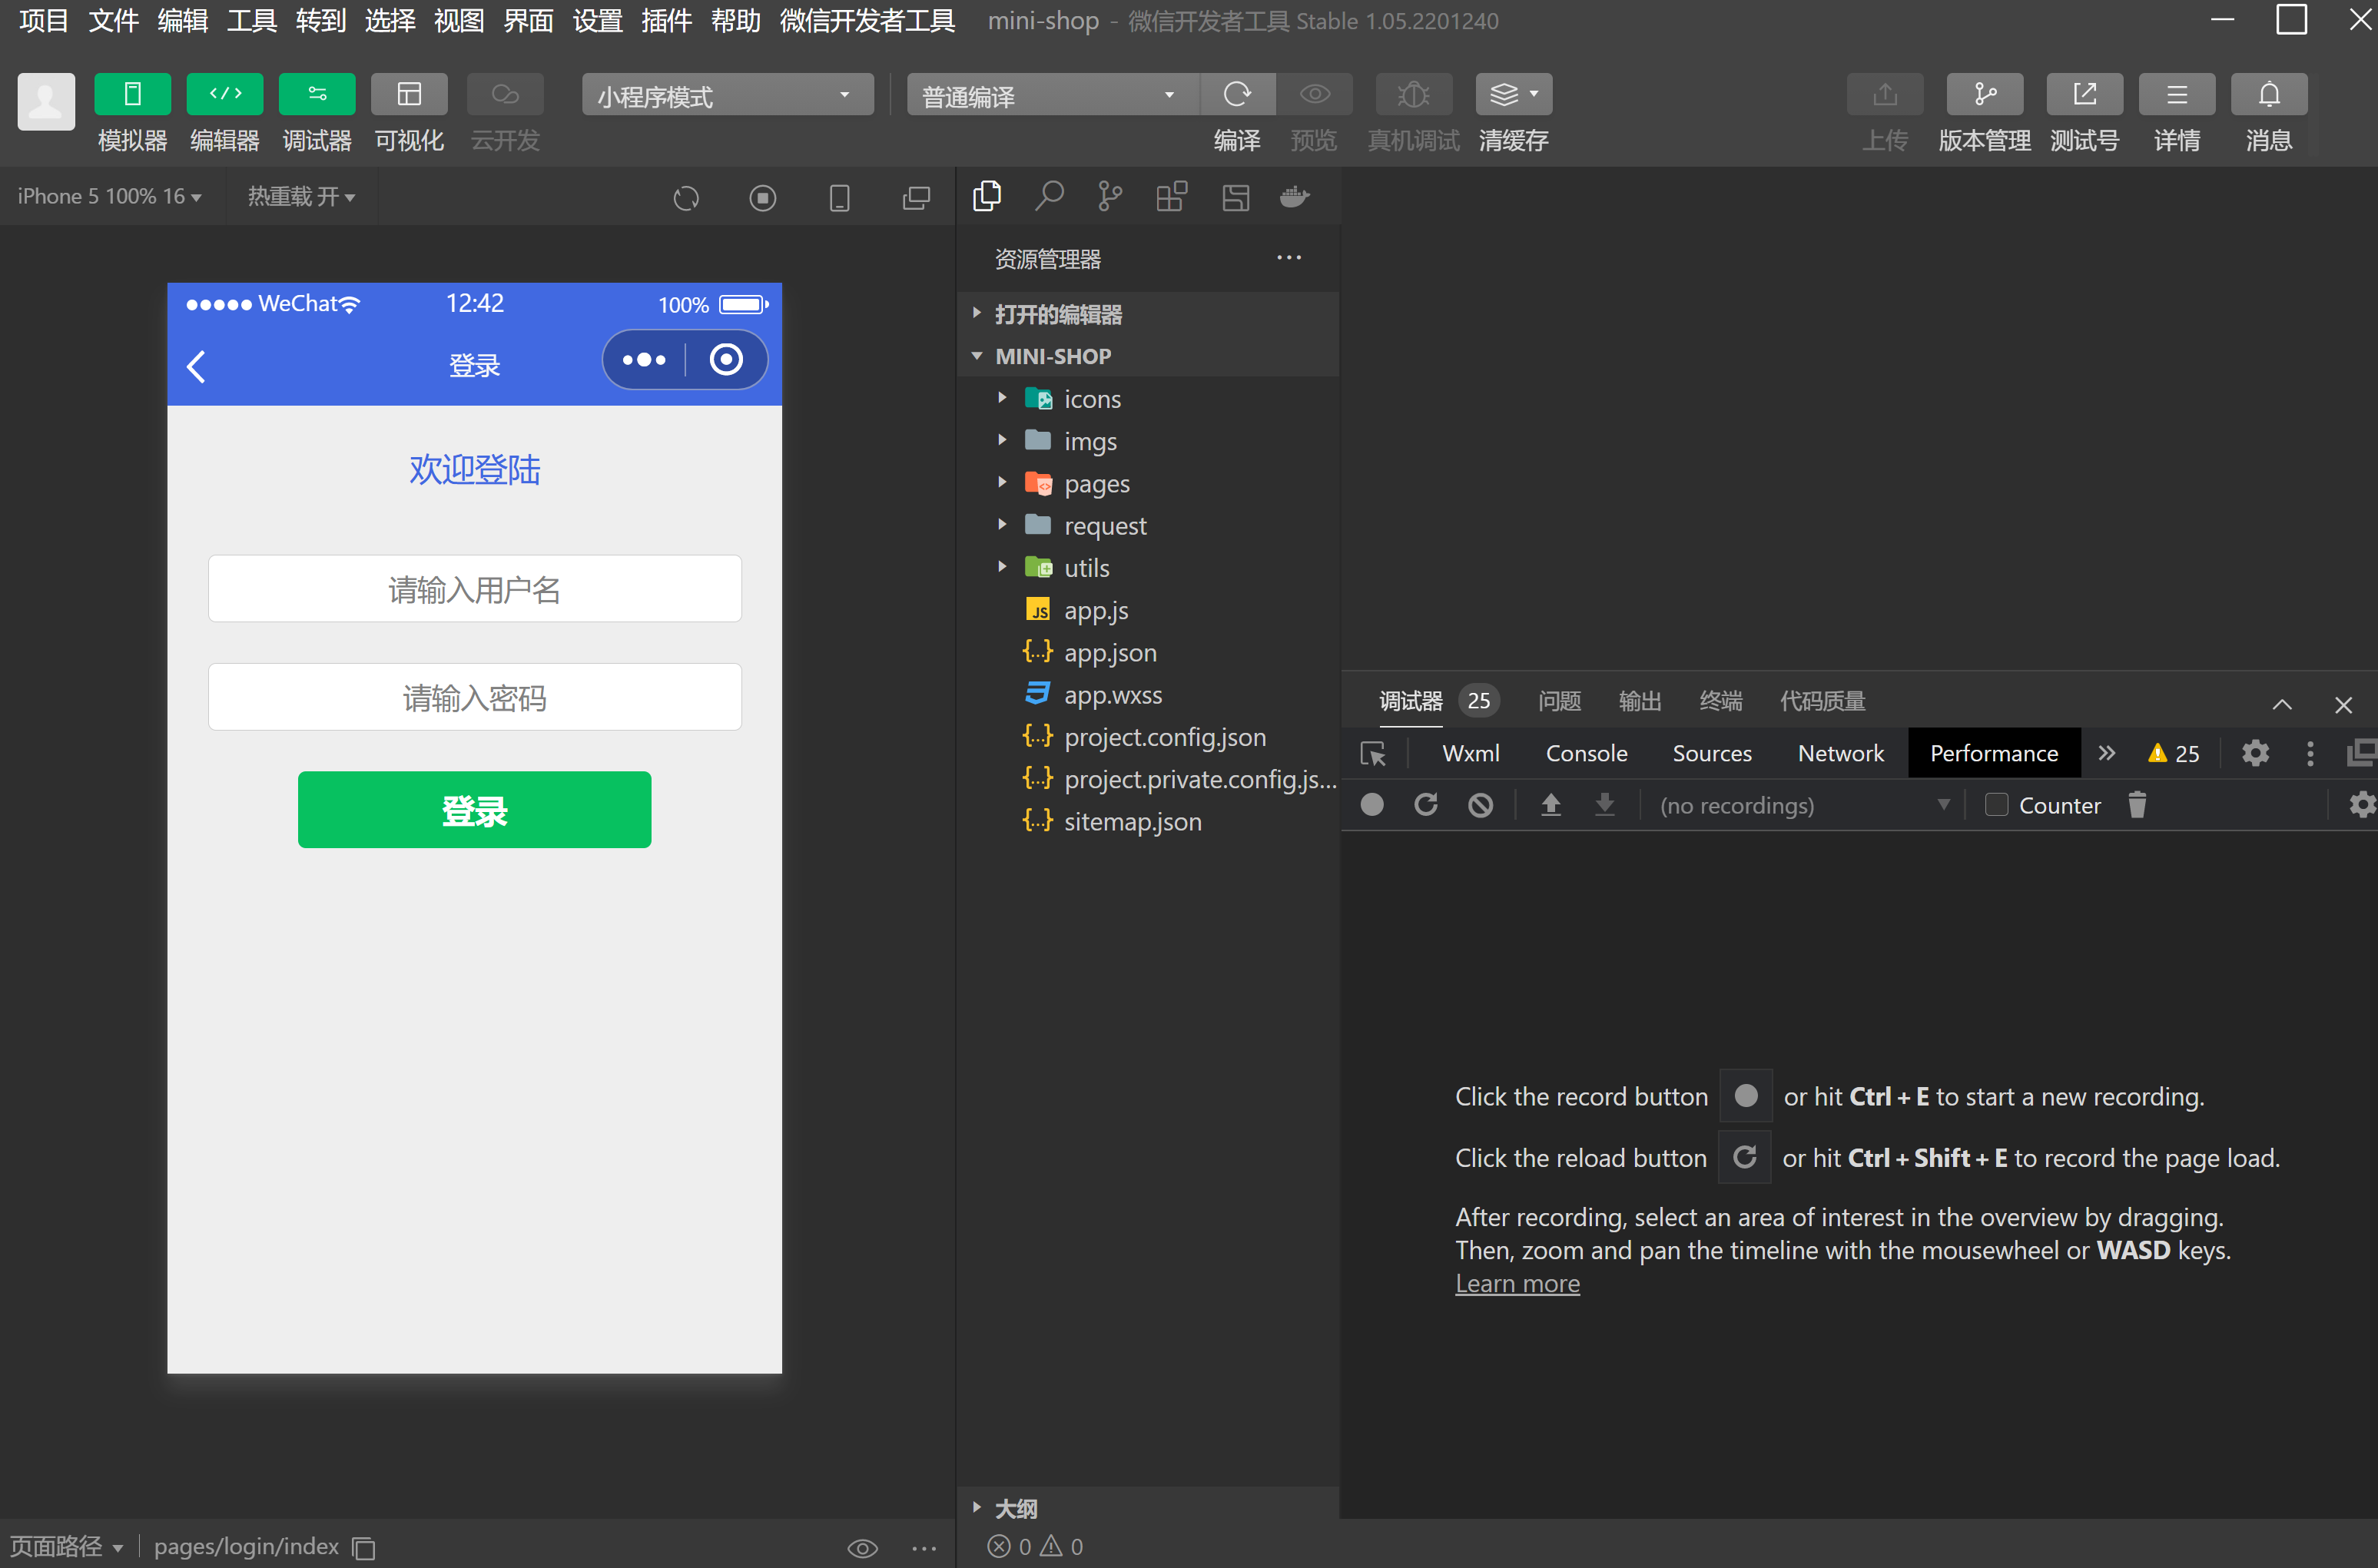 项目 文件 编辑 工具 转到 选择 视图 界面 设置 插件 帮助 微信开发者工具 mini-shop - 微信开发者工具 Stable 1.05.2201240
小程序模式 普通编译
模拟器 编辑器 调试器 可视化 云开发 编译 预览 真机调试 清缓存 上传 版本管理 测试号 详情 消息
iPhone 5 100% 16 热重载 开
WeChat 12:42 100%
登录
欢迎登陆
请输入用户名
请输入密码
登录
页面路径 pages/login/index
资源管理器
打开的编辑器
MINI-SHOP
icons
imgs
pages
request
utils
JS app.js
{...} app.json
app.wxss
{...} project.config.json
{...} project.private.config.js...
{...} sitemap.json
大纲
0 0
调试器 25 问题 输出 终端 代码质量
Wxml Console Sources Network Performance 25
(no recordings) Counter
Click the record button or hit Ctrl + E to start a new recording.
Click the reload button or hit Ctrl + Shift + E to record the page load.
After recording, select an area of interest in the overview by dragging.
Then, zoom and pan the timeline with the mousewheel or WASD keys.
Learn more